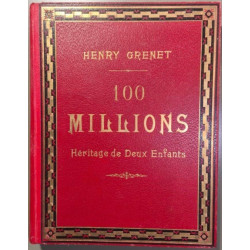 HENRY GRENET
100
MILLIONS
Héritage de Deux Enfants